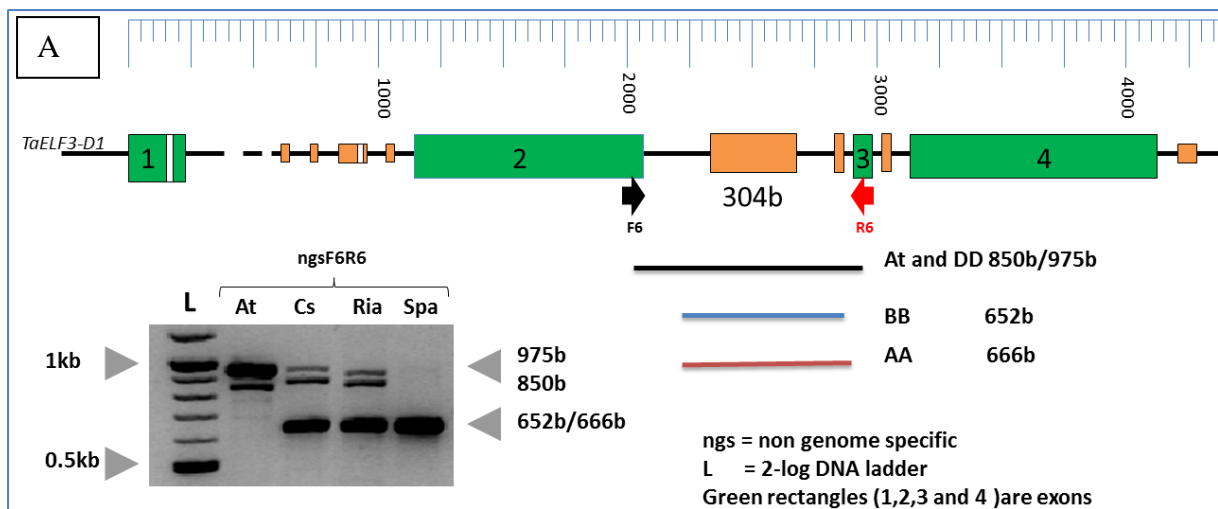 A
1000
2000
3000
4000
TaELF3-D1
1
2
304b
3
4
F6
R6
ngsF6R6
L
At
Cs
Ria
Spa
1kb
0.5kb
975b
850b
652b/666b
At and DD 850b/975b
BB 652b
AA 666b
ngs = non genome specific
L = 2-log DNA ladder
Green rectangles (1,2,3 and 4 )are exons